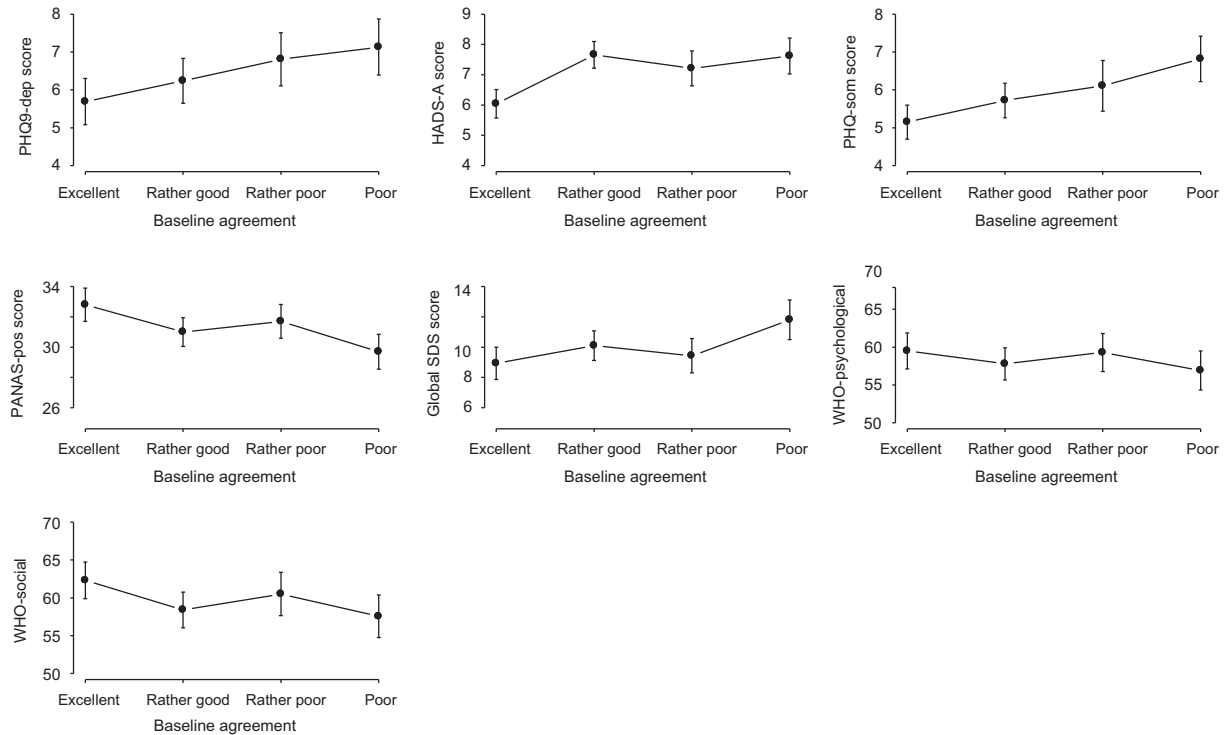 PHQ9-dep score
8
7
6
5
4
Excellent Rather good Rather poor Poor
Baseline agreement
HADS-A score
9
8
7
6
5
4
Excellent Rather good Rather poor Poor
Baseline agreement
PHQ-som score
8
7
6
5
4
Excellent Rather good Rather poor Poor
Baseline agreement
PANAS-pos score
34
30
26
Excellent Rather good Rather poor Poor
Baseline agreement
Global SDS score
14
12
10
8
6
Excellent Rather good Rather poor Poor
Baseline agreement
WHO-psychological
70
65
60
55
50
Excellent Rather good Rather poor Poor
Baseline agreement
WHO-social
70
65
60
55
50
Excellent Rather good Rather poor Poor
Baseline agreement